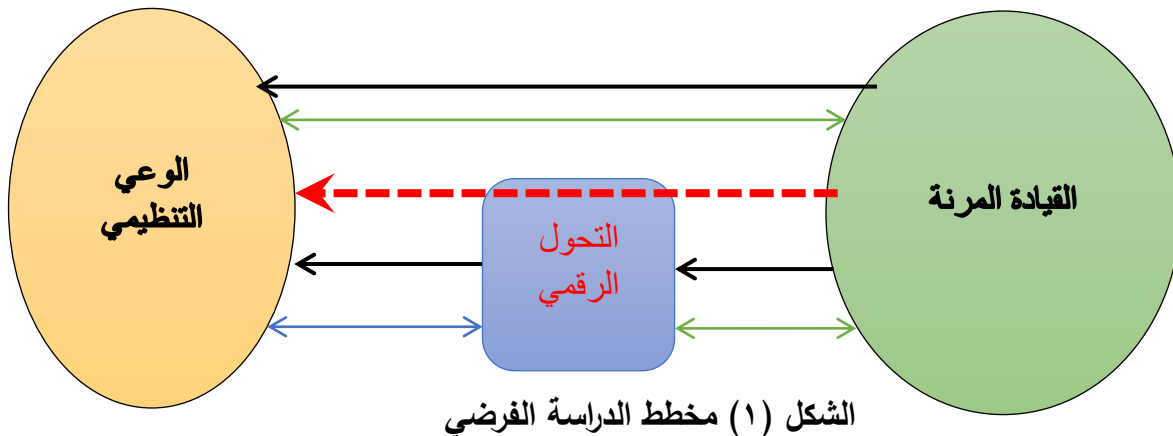 القيادة المرنة
التحول
الرقمي
الوعي
التنظيمي
الشكل (١) مخطط الدراسة الفرضي